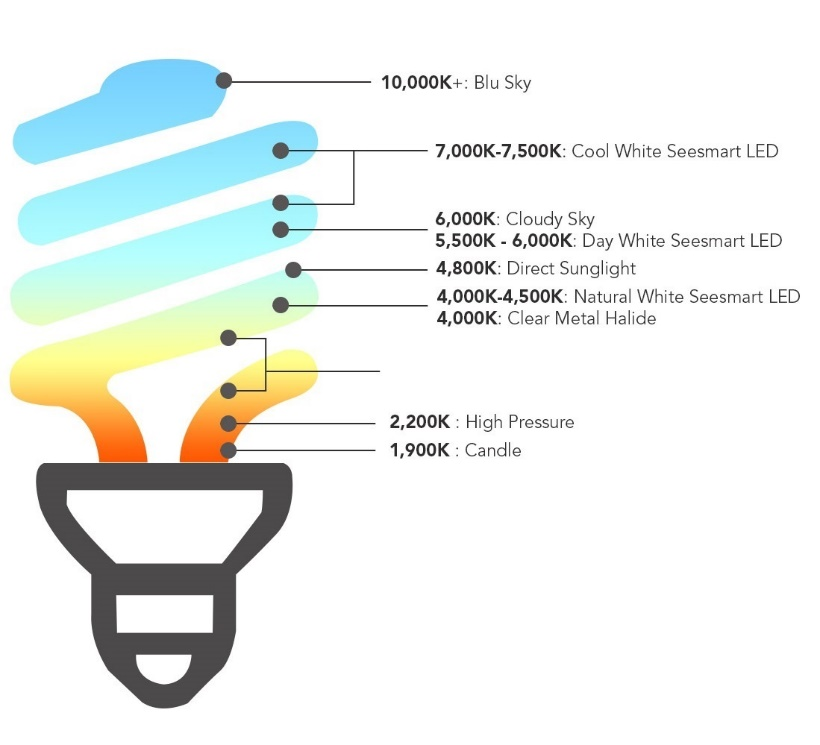 10,000K+: Blu Sky
7,000K-7,500K: Cool White Seesmart LED
6,000K: Cloudy Sky
5,500K - 6,000K: Day White Seesmart LED
4,800K: Direct Sunglight
4,000K-4,500K: Natural White Seesmart LED
4,000K: Clear Metal Halide
2,200K : High Pressure
1,900K : Candle